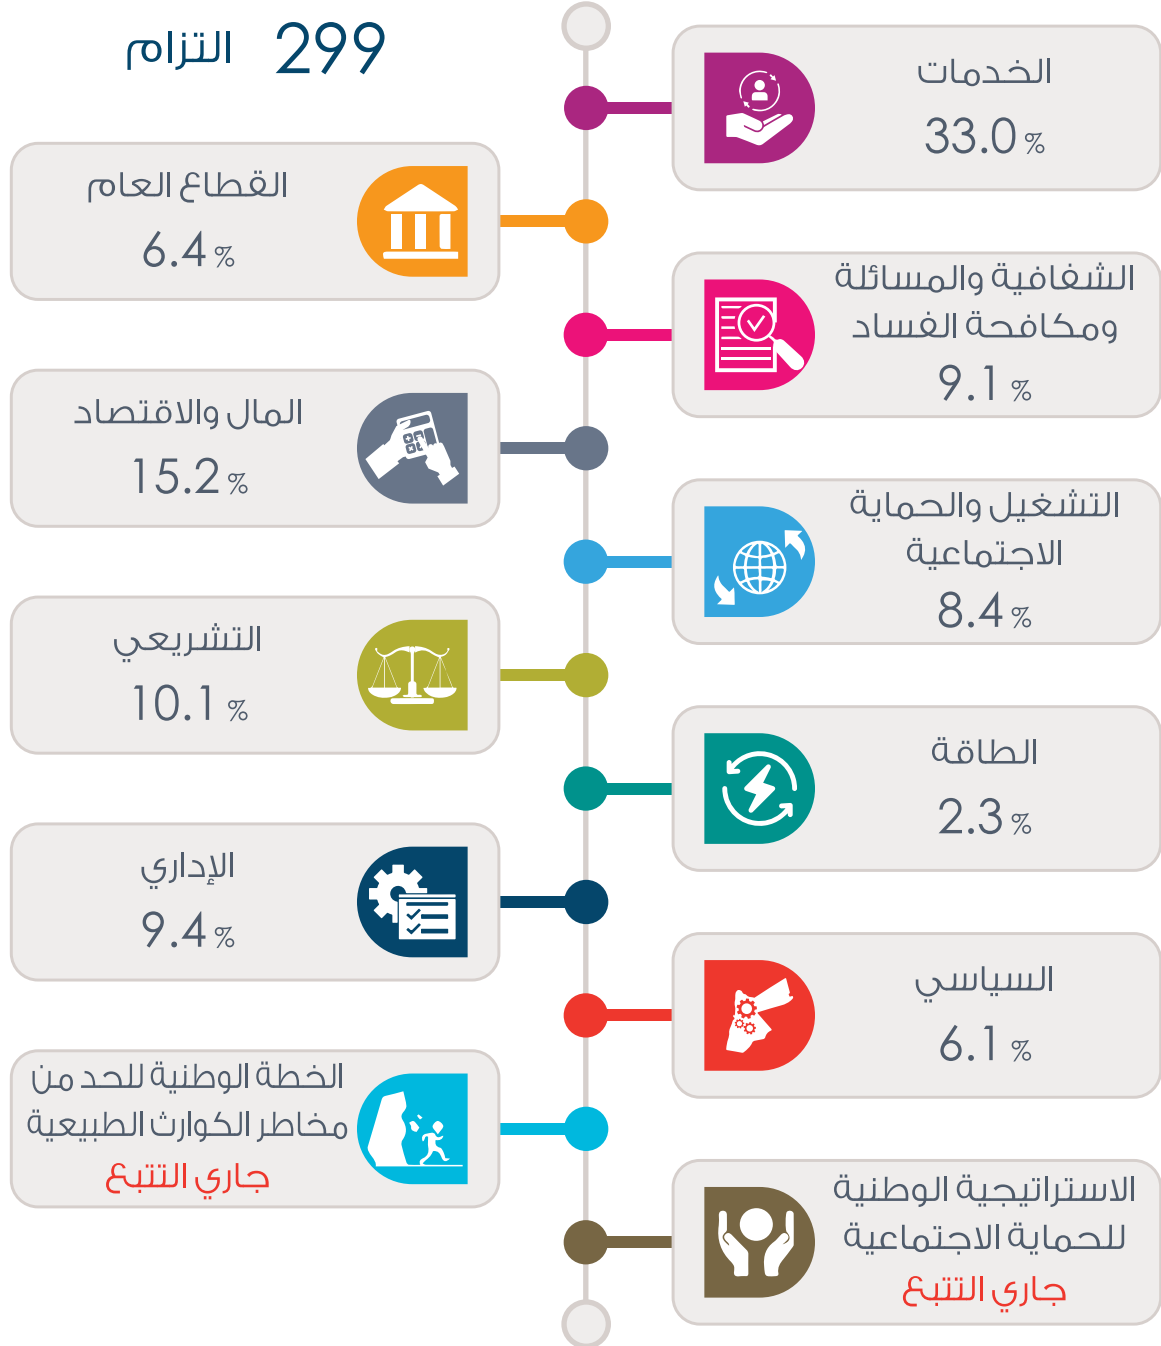 299 التزام
الخدمات
33.0 %
القطاع العام
6.4 %
الشفافية والمسائلة
ومكافحة الفساد
9.1 %
المال والاقتصاد
15.2 %
التشغيل والحماية
الاجتماعية
8.4 %
التشريعي
10.1 %
الطاقة
2.3 %
الإداري
9.4 %
السياسي
6.1 %
الخطة الوطنية للحد من
مخاطر الكوارث الطبيعية
جاري التتبع
الاستراتيجية الوطنية
للحماية الاجتماعية
جاري التتبع